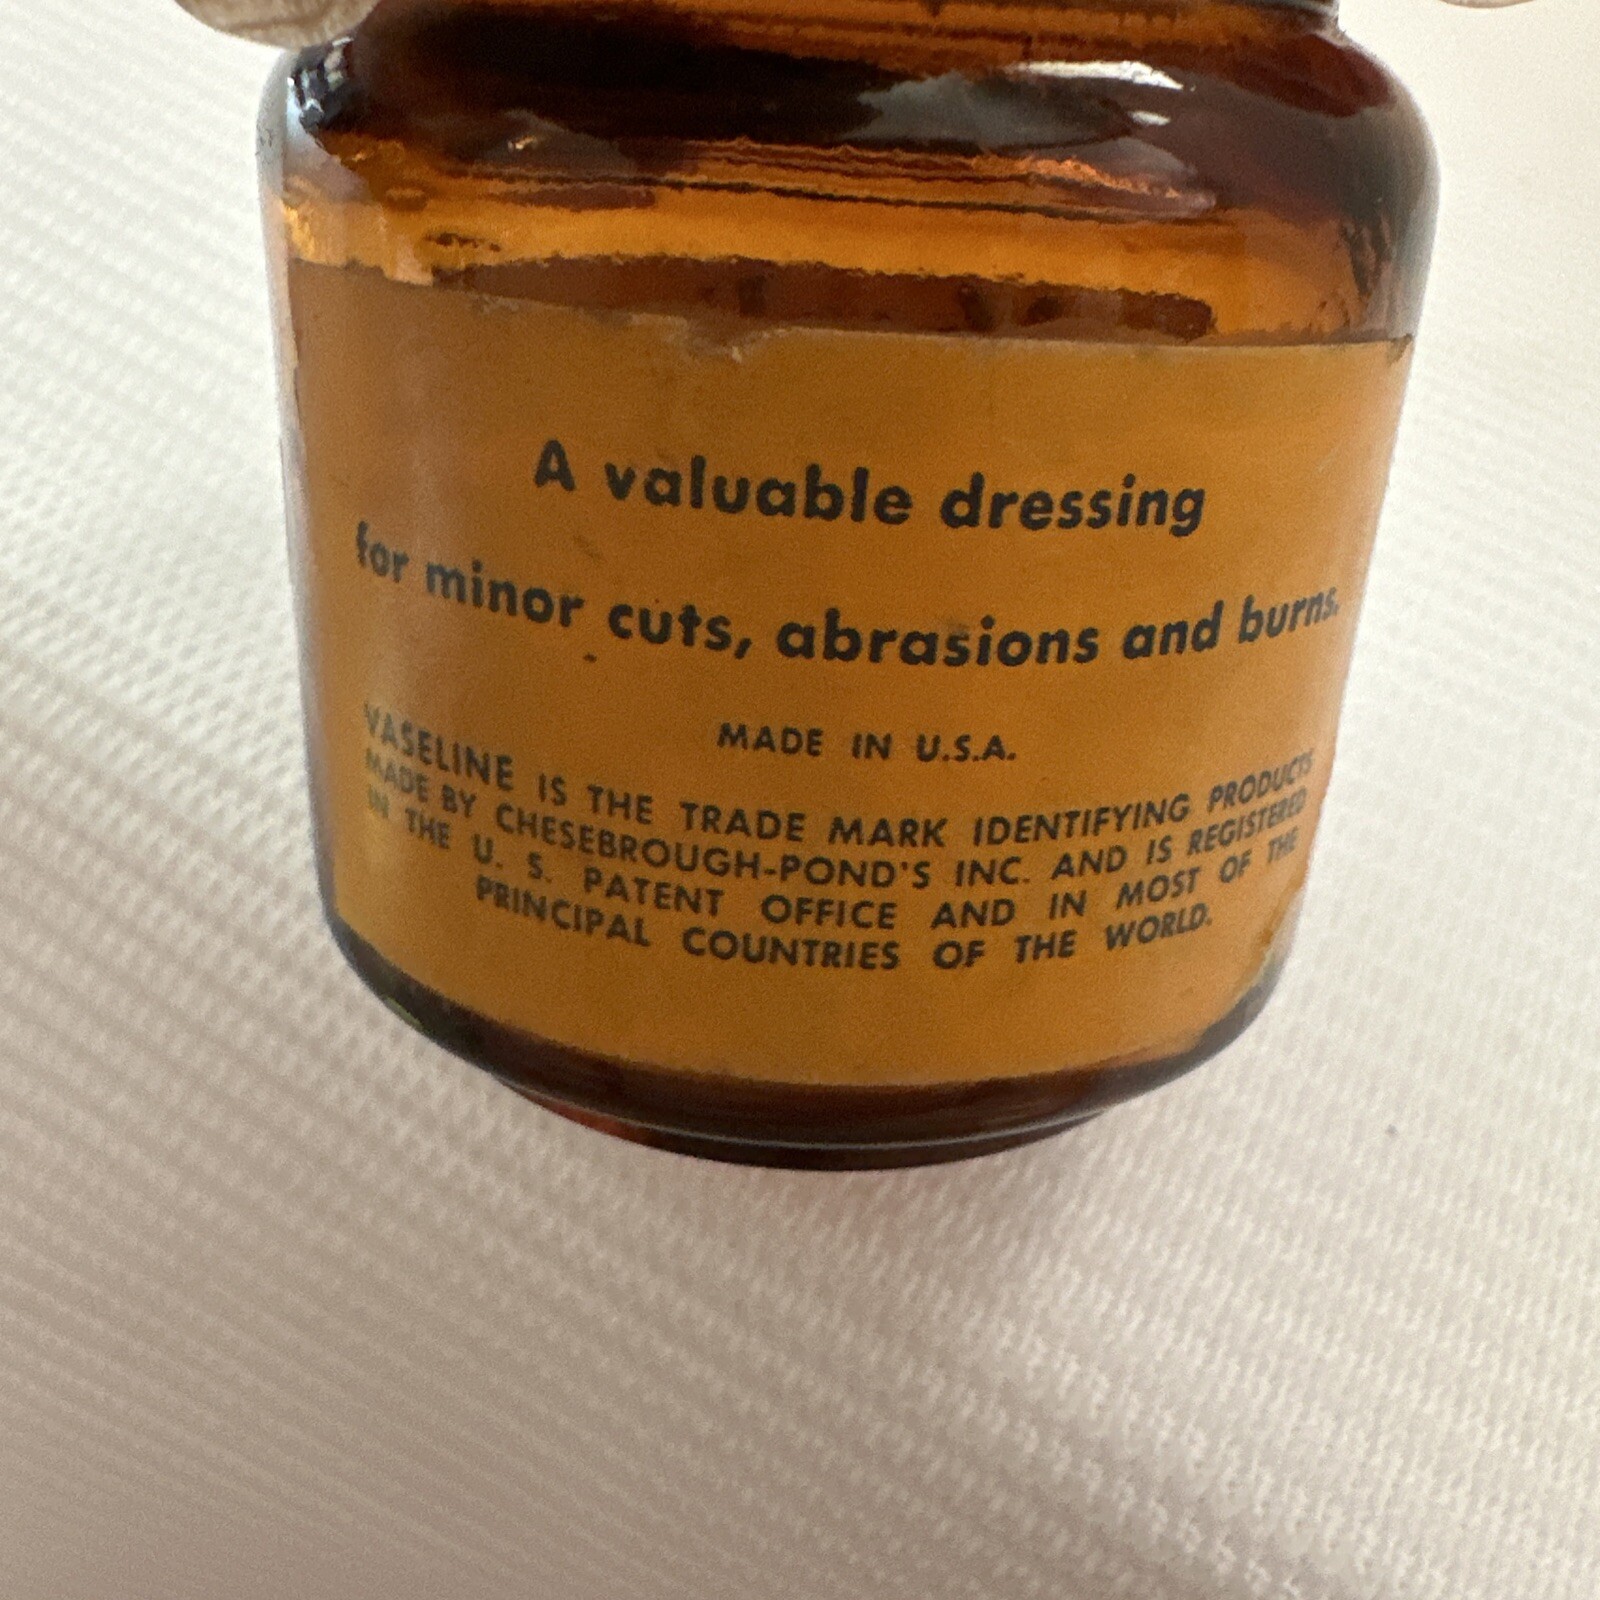 A valuable dressing
for minor cuts, abrasions and burns.
MADE IN U.S.A.
VASELINE IS THE TRADE MARK IDENTIFYING PRODUCTS
MADE BY CHESEBROUGH-POND'S INC. AND IS REGISTERED
IN THE U. S. PATENT OFFICE AND IN MOST OF THE
PRINCIPAL COUNTRIES OF THE WORLD.